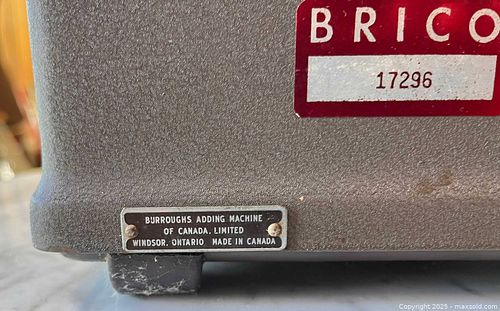 BRICO
17296
BURROUGHS ADDING MACHINE
OF CANADA, LIMITED
WINDSOR, ONTARIO MADE IN CANADA
Copyright 2025 - maxsold.com